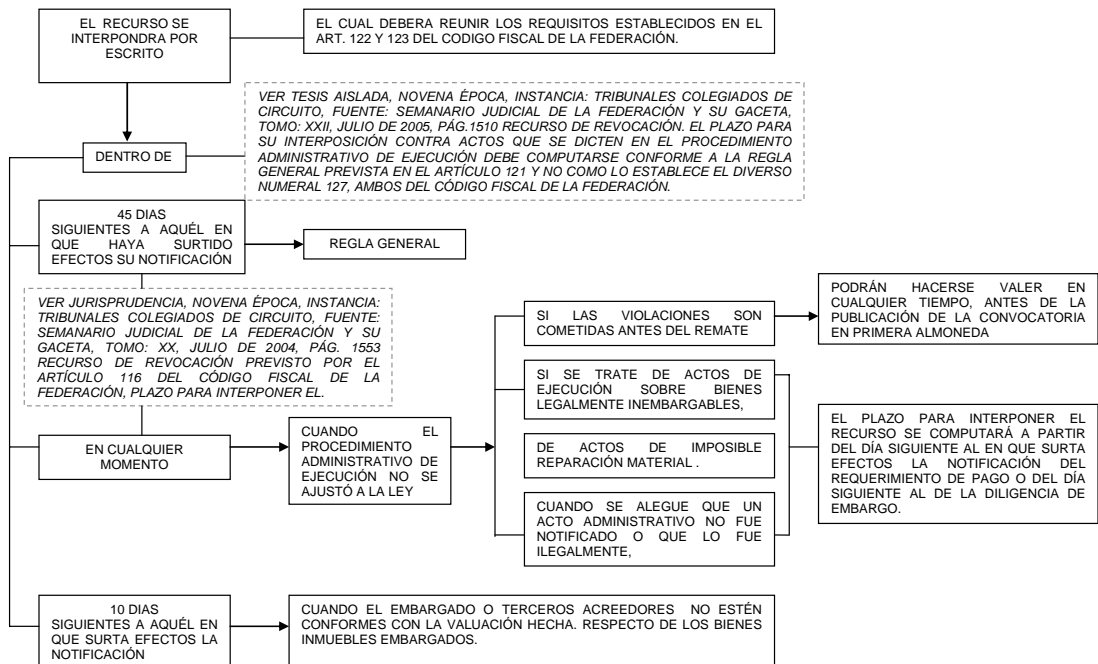 EL RECURSO SE
INTERPONDRA POR
ESCRITO
EL CUAL DEBERA REUNIR LOS REQUISITOS ESTABLECIDOS EN EL
ART. 122 Y 123 DEL CODIGO FISCAL DE LA FEDERACIÓN.
VER TESIS AISLADA, NOVENA ÉPOCA, INSTANCIA: TRIBUNALES COLEGIADOS DE
CIRCUITO, FUENTE: SEMANARIO JUDICIAL DE LA FEDERACIÓN Y SU GACETA,
TOMO: XXII, JULIO DE 2005, PÁG.1510 RECURSO DE REVOCACIÓN. EL PLAZO PARA
SU INTERPOSICIÓN CONTRA ACTOS QUE SE DICTEN EN EL PROCEDIMIENTO
ADMINISTRATIVO DE EJECUCIÓN DEBE COMPUTARSE CONFORME A LA REGLA
GENERAL PREVISTA EN EL ARTÍCULO 121 Y NO COMO LO ESTABLECE EL DIVERSO
NUMERAL 127, AMBOS DEL CÓDIGO FISCAL DE LA FEDERACIÓN.
DENTRO DE
45 DIAS
SIGUIENTES A AQUÉL EN
QUE HAYA SURTIDO
EFECTOS SU NOTIFICACIÓN
REGLA GENERAL
VER JURISPRUDENCIA, NOVENA ÉPOCA, INSTANCIA:
TRIBUNALES COLEGIADOS DE CIRCUITO, FUENTE:
SEMANARIO JUDICIAL DE LA FEDERACIÓN Y SU
GACETA, TOMO: XX, JULIO DE 2004, PÁG. 1553
RECURSO DE REVOCACIÓN PREVISTO POR EL
ARTÍCULO 116 DEL CÓDIGO FISCAL DE LA
FEDERACIÓN, PLAZO PARA INTERPONER EL.
EN CUALQUIER
MOMENTO
CUANDO EL
PROCEDIMIENTO
ADMINISTRATIVO DE
EJECUCIÓN NO SE
AJUSTÓ A LA LEY
SI LAS VIOLACIONES SON
COMETIDAS ANTES DEL REMATE
PODRÁN HACERSE VALER EN
CUALQUIER TIEMPO, ANTES DE LA
PUBLICACIÓN DE LA CONVOCATORIA
EN PRIMERA ALMONEDA
SI SE TRATE DE ACTOS DE
EJECUCIÓN SOBRE BIENES
LEGALMENTE INEMBARGABLES,
DE ACTOS DE IMPOSIBLE
REPARACIÓN MATERIAL .
CUANDO SE ALEGUE QUE UN
ACTO ADMINISTRATIVO NO FUE
NOTIFICADO O QUE LO FUE
ILEGALMENTE,
EL PLAZO PARA INTERPONER EL
RECURSO SE COMPUTARÁ A PARTIR
DEL DÍA SIGUIENTE AL EN QUE SURTA
EFECTOS LA NOTIFICACIÓN DEL
REQUERIMIENTO DE PAGO O DEL DÍA
SIGUIENTE AL DE LA DILIGENCIA DE
EMBARGO.
10 DIAS
SIGUIENTES A AQUÉL EN
QUE SURTA EFECTOS LA
NOTIFICACIÓN
CUANDO EL EMBARGADO O TERCEROS ACREEDORES NO ESTÉN
CONFORMES CON LA VALUACIÓN HECHA. RESPECTO DE LOS BIENES
INMUEBLES EMBARGADOS.